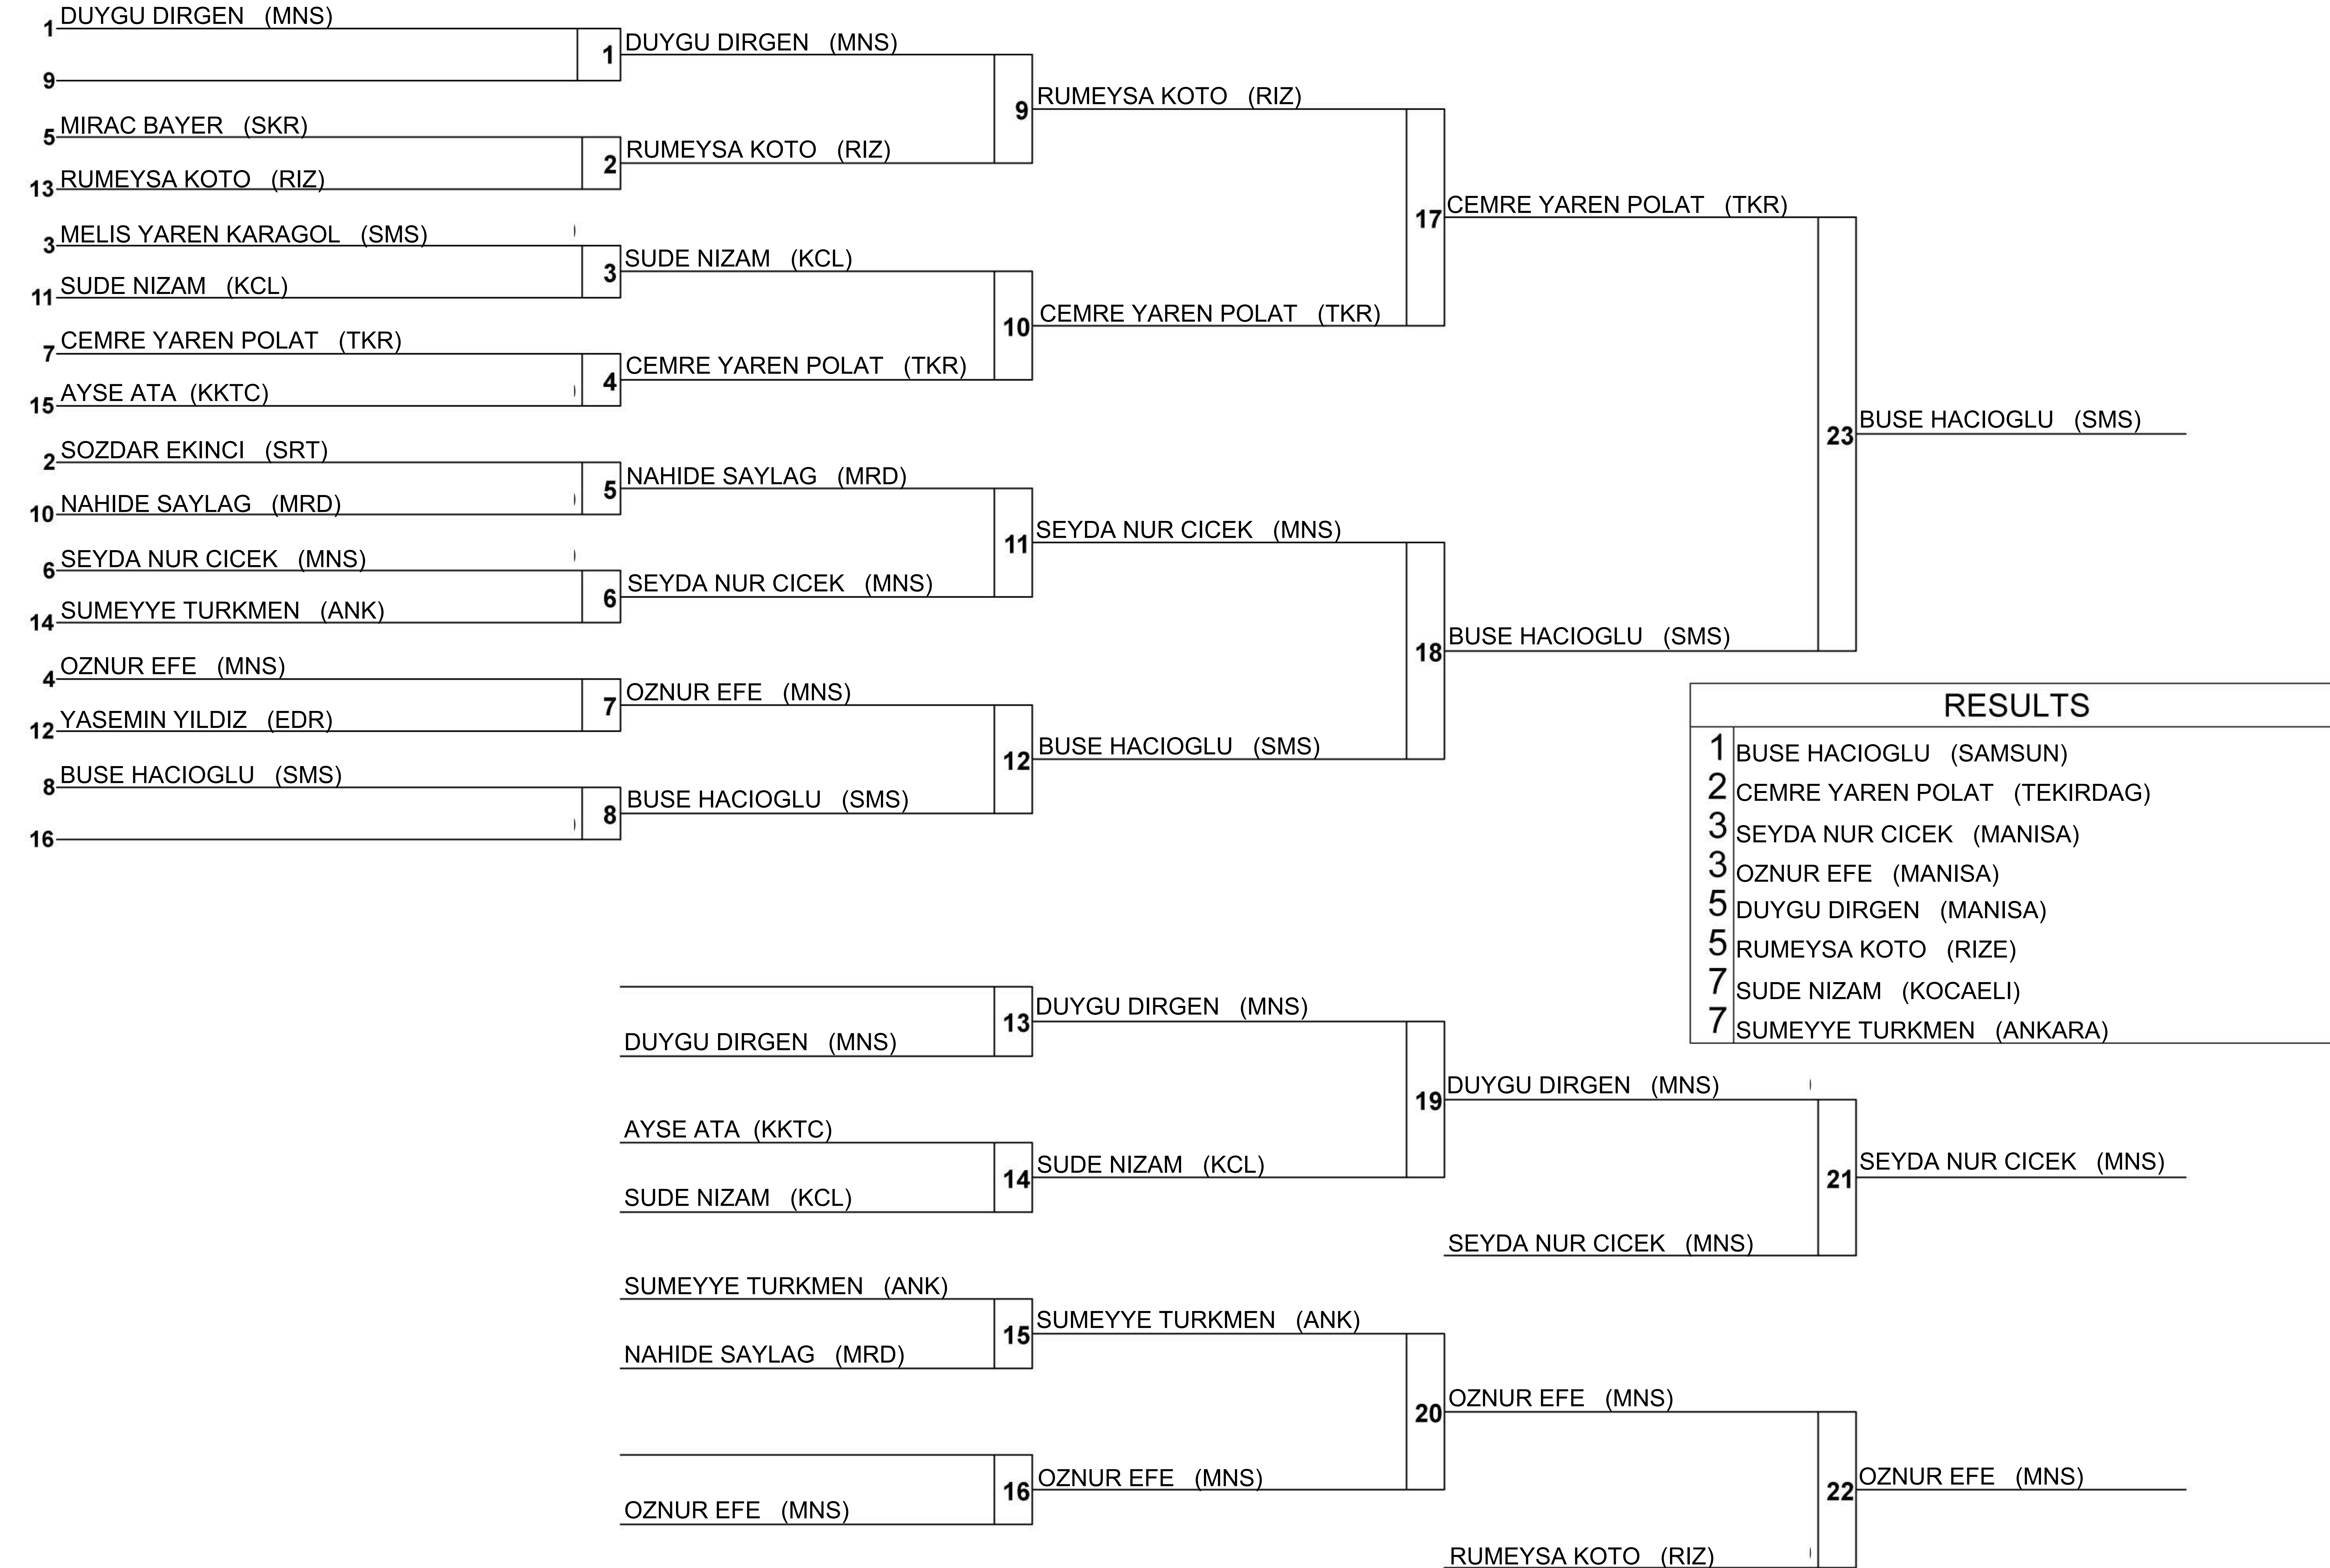 1 DUYGU DIRGEN (MNS)
1 DUYGU DIRGEN (MNS)
9
9 RUMEYSA KOTO (RIZ)
5 MIRAC BAYER (SKR)
2 RUMEYSA KOTO (RIZ)
13 RUMEYSA KOTO (RIZ)
17 CEMRE YAREN POLAT (TKR)
3 MELIS YAREN KARAGOL (SMS)
3 SUDE NIZAM (KCL)
11 SUDE NIZAM (KCL)
10 CEMRE YAREN POLAT (TKR)
7 CEMRE YAREN POLAT (TKR)
4 CEMRE YAREN POLAT (TKR)
15 AYSE ATA (KKTC)
23 BUSE HACIOGLU (SMS)
2 SOZDAR EKINCI (SRT)
5 NAHIDE SAYLAG (MRD)
10 NAHIDE SAYLAG (MRD)
11 SEYDA NUR CICEK (MNS)
6 SEYDA NUR CICEK (MNS)
6 SEYDA NUR CICEK (MNS)
14 SUMEYYE TURKMEN (ANK)
18 BUSE HACIOGLU (SMS)
4 OZNUR EFE (MNS)
7 OZNUR EFE (MNS)
12 YASEMIN YILDIZ (EDR)
12 BUSE HACIOGLU (SMS)
8 BUSE HACIOGLU (SMS)
8 BUSE HACIOGLU (SMS)
16
RESULTS
1 BUSE HACIOGLU (SAMSUN)
2 CEMRE YAREN POLAT (TEKIRDAG)
3 SEYDA NUR CICEK (MANISA)
3 OZNUR EFE (MANISA)
5 DUYGU DIRGEN (MANISA)
5 RUMEYSA KOTO (RIZE)
7 SUDE NIZAM (KOCAELI)
7 SUMEYYE TURKMEN (ANKARA)
13 DUYGU DIRGEN (MNS)
DUYGU DIRGEN (MNS)
19 DUYGU DIRGEN (MNS)
AYSE ATA (KKTC)
14 SUDE NIZAM (KCL)
SUDE NIZAM (KCL)
21 SEYDA NUR CICEK (MNS)
SEYDA NUR CICEK (MNS)
SUMEYYE TURKMEN (ANK)
15 SUMEYYE TURKMEN (ANK)
NAHIDE SAYLAG (MRD)
20 OZNUR EFE (MNS)
16 OZNUR EFE (MNS)
OZNUR EFE (MNS)
22 OZNUR EFE (MNS)
RUMEYSA KOTO (RIZ)